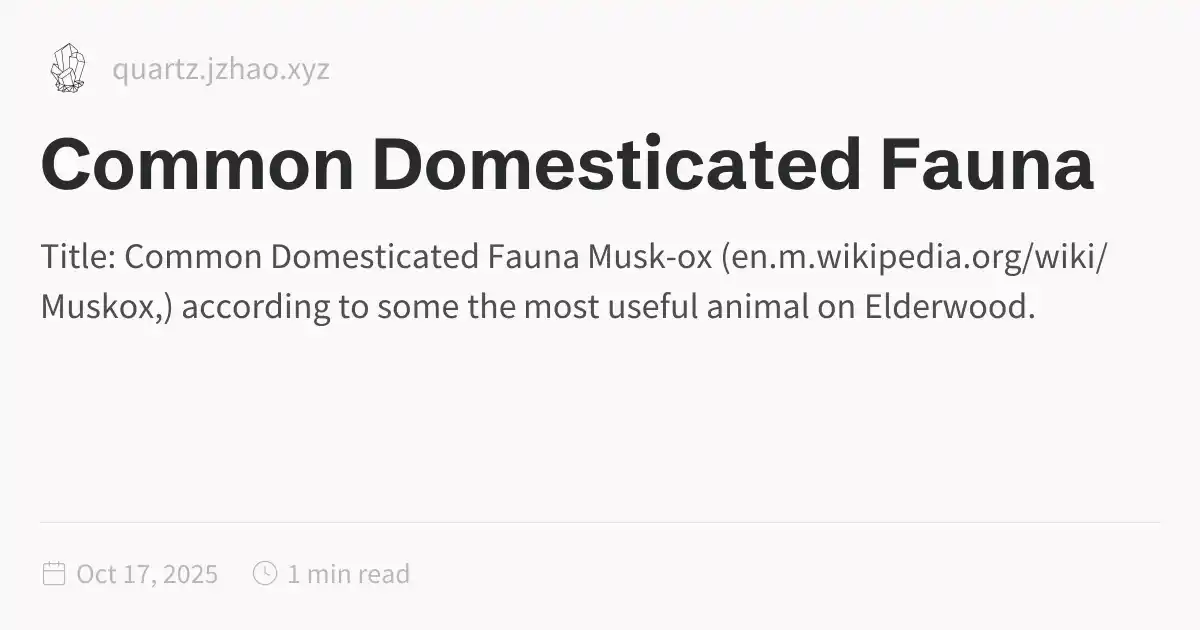 quartz.jzhao.xyz
Common Domesticated Fauna
Title: Common Domesticated Fauna Musk-ox (en.m.wikipedia.org/wiki/
Muskox,) according to some the most useful animal on Elderwood.
Oct 17, 2025
1 min read